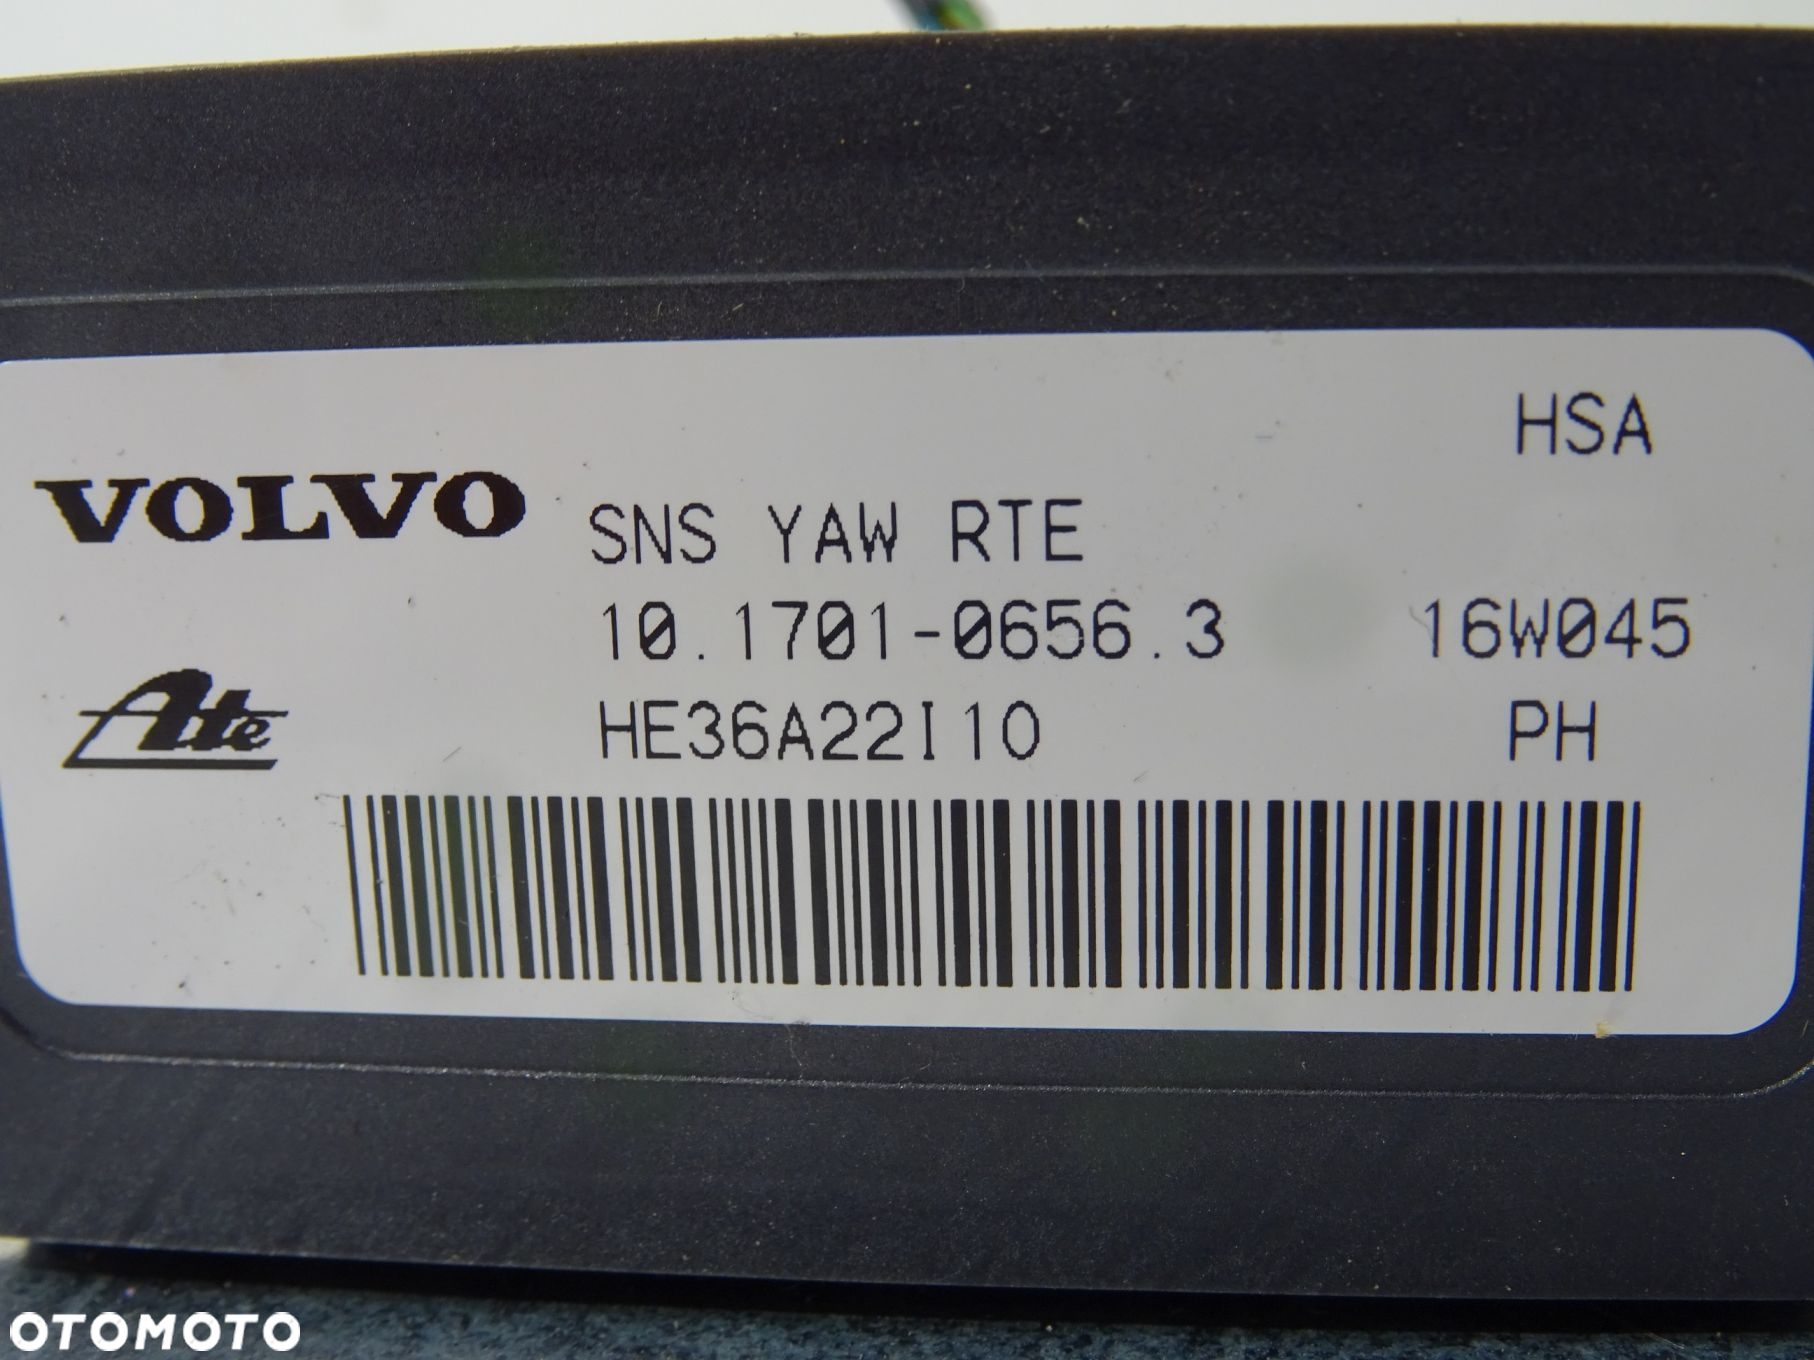 HSA
VOLVO SNS YAW RTE
10.1701-0656.3 16W045
Ate HE36A22I10 PH
OTOMOTO